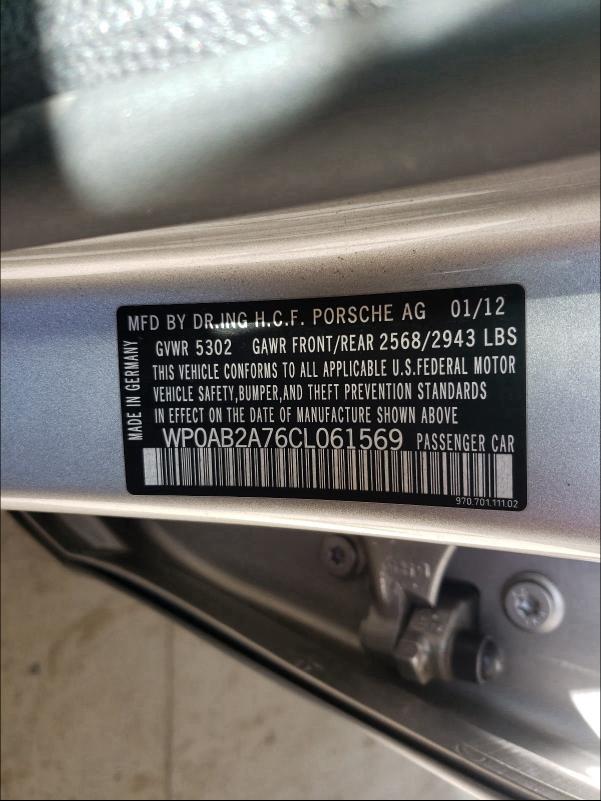 MFD BY DR.ING H.C.F. PORSCHE AG 01/12
MADE IN GERMANY
GVWR 5302 GAWR FRONT/REAR 2568/2943 LBS
THIS VEHICLE CONFORMS TO ALL APPLICABLE U.S.FEDERAL MOTOR
VEHICLE SAFETY,BUMPER,AND THEFT PREVENTION STANDARDS
IN EFFECT ON THE DATE OF MANUFACTURE SHOWN ABOVE
WP0AB2A76CL061569 PASSENGER CAR
970.701.111.02